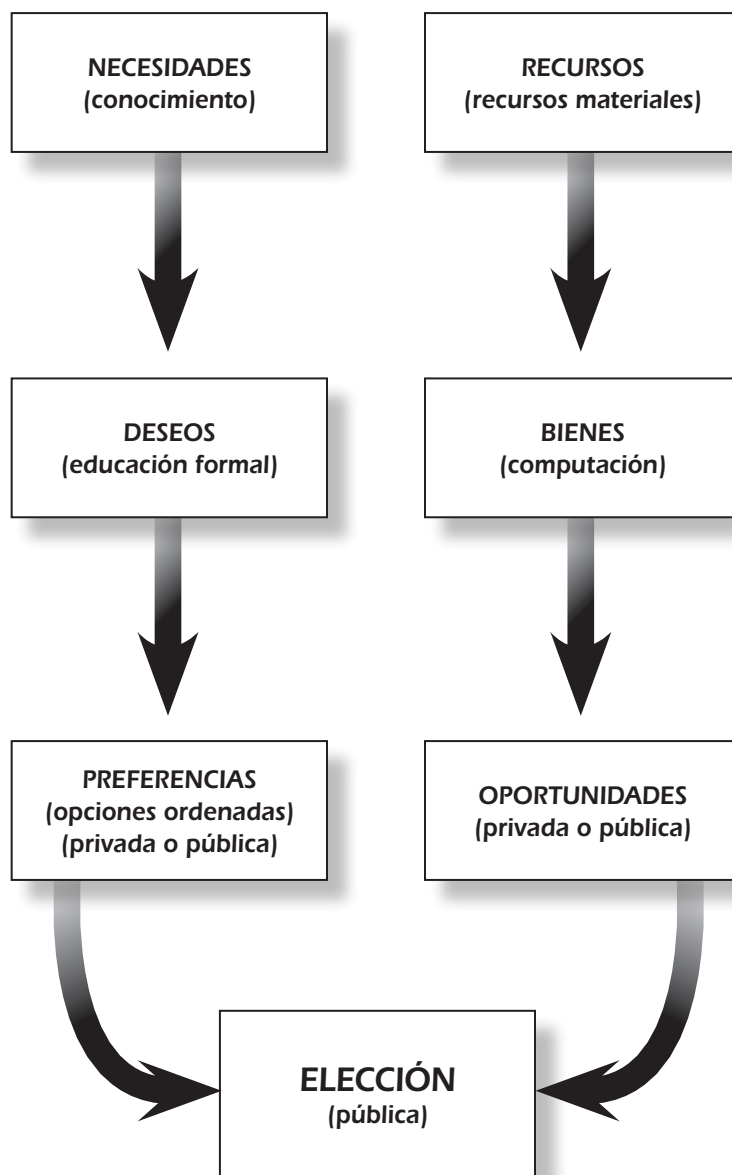 NECESIDADES
(conocimiento)
RECURSOS
(recursos materiales)
DESEOS
(educación formal)
BIENES
(computación)
PREFERENCIAS
(opciones ordenadas)
(privada o pública)
OPORTUNIDADES
(privada o pública)
ELECCIÓN
(pública)